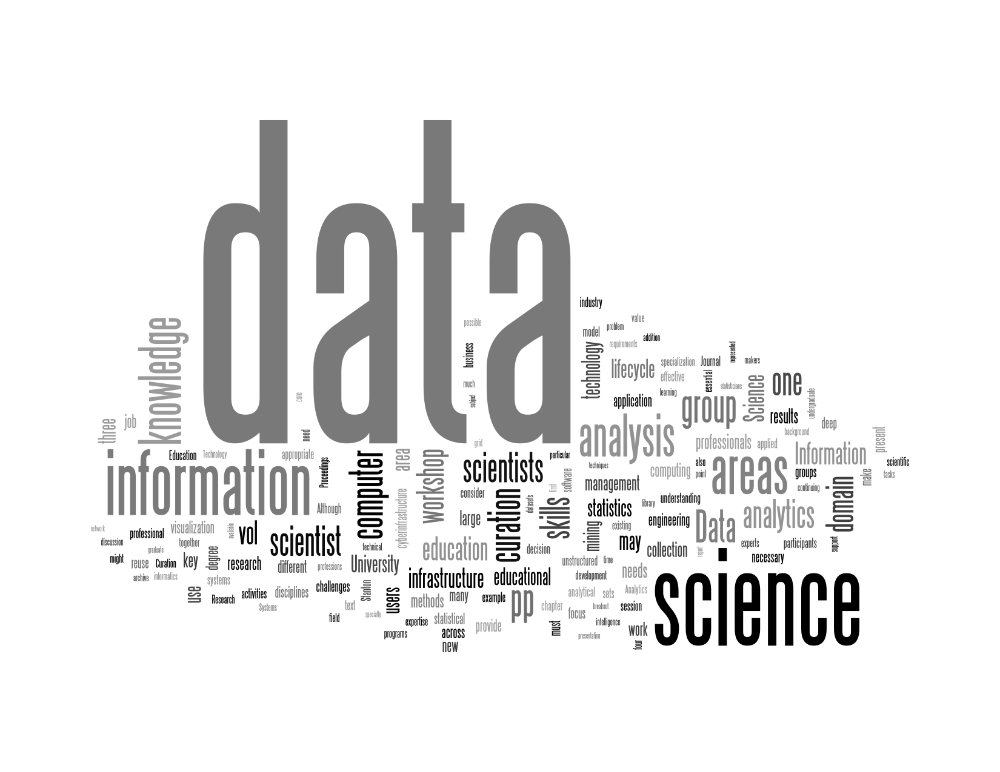 data
industry
possible
value
knowledge
model
problem
addition
technology
requirements
business
represented
lifecycle
specialization
Journal
makers
effective
essential
statisticians
one
much
core
subject
application
learning
group
Science
undergraduate
three
job
results
deep
need
analysis
background
grid
professionals
applied
present
information
Education
Technology
appropriate
Proceedings
computer
area
workshop
scientists
particular
techniques
computing
also
point
areas
Information
groups
scientific
tasks
continuing
make
domain
Although
cyberinfrastructure
consider
curation
datasets
first
software
skills
management
statistics
library
understanding
analytics
network
visualization
available
vol
scientist
large
mining
existing
engineering
Data
discussion
professional
together
technical
education
decision
may
collection
report
experts
participants
support
might
graduate
reuse
Curation
key
degree
research
different
professions
University
unstructured
time
necessary
archive
informatics
systems
infrastructure
educational
development
needs
science
use
Research
activities
disciplines
challenges
Stanton
users
methods
many
example
pp
analytical
sets
Analytics
Systems
text
specially
chapter
focus
breakout
session
field
expertise
statistical
provide
must
intelligence
work
programs
across
new
presentation
four